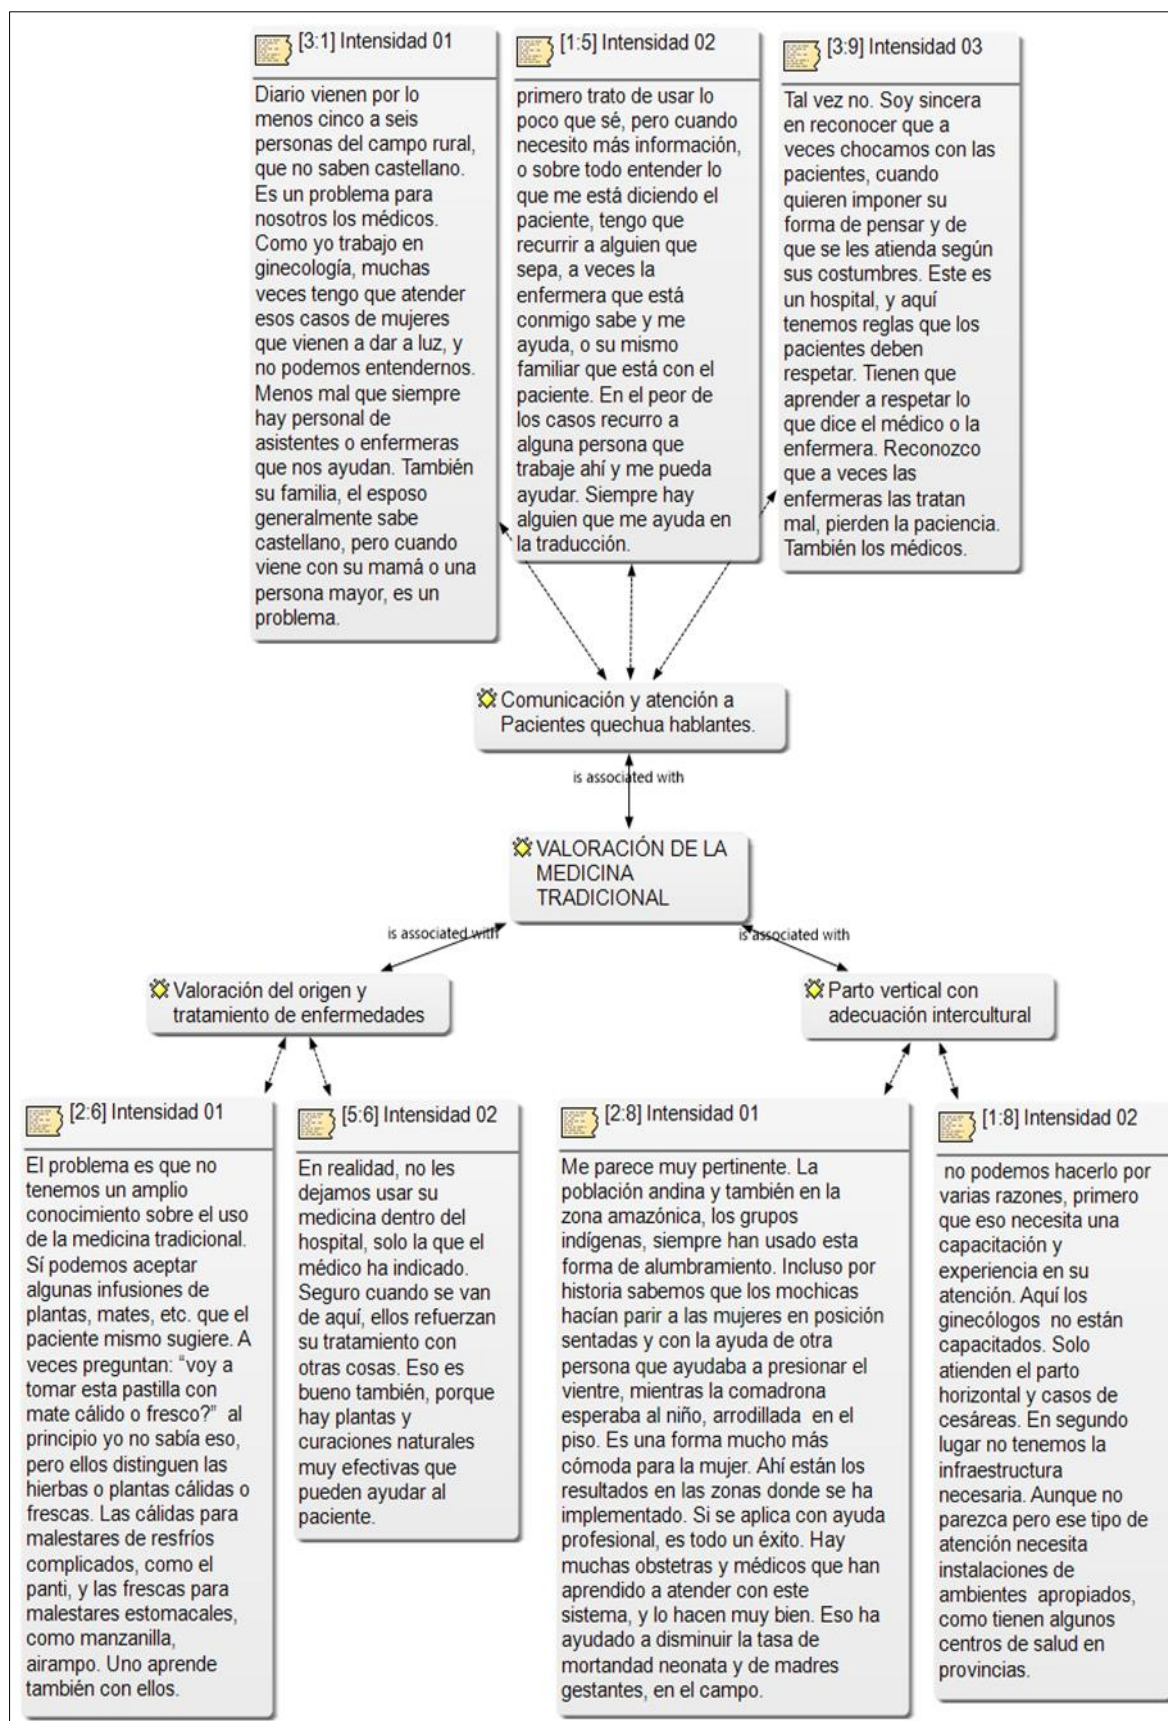 [3:1] Intensidad 01
Diario vienen por lo
menos cinco a seis
personas del campo rural,
que no saben castellano.
Es un problema para
nosotros los médicos.
Como yo trabajo en
ginecología, muchas
veces tengo que atender
esos casos de mujeres
que vienen a dar a luz, y
no podemos entendernos.
Menos mal que siempre
hay personal de
asistentes o enfermeras
que nos ayudan. También
su familia, el esposo
generalmente sabe
castellano, pero cuando
viene con su mamá o una
persona mayor, es un
problema.
[1:5] Intensidad 02
primero trato de usar lo
poco que sé, pero cuando
necesito más información,
o sobre todo entender lo
que me está diciendo el
paciente, tengo que
recurrir a alguien que
sepa, a veces la
enfermera que está
conmigo sabe y me
ayuda, o su mismo
familiar que está con el
paciente. En el peor de
los casos recurro a
alguna persona que
trabaje ahí y me pueda
ayudar. Siempre hay
alguien que me ayuda en
la traducción.
[3:9] Intensidad 03
Tal vez no. Soy sincera
en reconocer que a
veces chocamos con las
pacientes, cuando
quieren imponer su
forma de pensar y de
que se les atienda según
sus costumbres. Este es
un hospital, y aquí
tenemos reglas que los
pacientes deben
respetar. Tienen que
aprender a respetar lo
que dice el médico o la
enfermera. Reconozco
que a veces las
enfermeras las tratan
mal, pierden la paciencia.
También los médicos.
Comunicación y atención a
Pacientes quechua hablantes.
is associated with
VALORACIÓN DE LA
MEDICINA
TRADICIONAL
is associated with
is associated with
Valoración del origen y
tratamiento de enfermedades
Parto vertical con
adecuación intercultural
[2:6] Intensidad 01
El problema es que no
tenemos un amplio
conocimiento sobre el uso
de la medicina tradicional.
Sí podemos aceptar
algunas infusiones de
plantas, mates, etc. que el
paciente mismo sugiere. A
veces preguntan: “voy a
tomar esta pastilla con
mate cálido o fresco?” al
principio yo no sabía eso,
pero ellos distinguen las
hierbas o plantas cálidas o
frescas. Las cálidas para
malestares de resfríos
complicados, como el
panti, y las frescas para
malestares estomacales,
como manzanilla,
airampo. Uno aprende
también con ellos.
[5:6] Intensidad 02
En realidad, no les
dejamos usar su
medicina dentro del
hospital, solo la que el
médico ha indicado.
Seguro cuando se van
de aquí, ellos refuerzan
su tratamiento con
otras cosas. Eso es
bueno también, porque
hay plantas y
curaciones naturales
muy efectivas que
pueden ayudar al
paciente.
[2:8] Intensidad 01
Me parece muy pertinente. La
población andina y también en la
zona amazónica, los grupos
indígenas, siempre han usado esta
forma de alumbramiento. Incluso por
historia sabemos que los mochicas
hacían parir a las mujeres en posición
sentadas y con la ayuda de otra
persona que ayudaba a presionar el
vientre, mientras la comadrona
esperaba al niño, arrodillada en el
piso. Es una forma mucho más
cómoda para la mujer. Ahí están los
resultados en las zonas donde se ha
implementado. Si se aplica con ayuda
profesional, es todo un éxito. Hay
muchas obstetras y médicos que han
aprendido a atender con este
sistema, y lo hacen muy bien. Eso ha
ayudado a disminuir la tasa de
mortandad neonata y de madres
gestantes, en el campo.
[1:8] Intensidad 02
no podemos hacerlo por
varias razones, primero
que eso necesita una
capacitación y
experiencia en su
atención. Aquí los
ginecólogos no están
capacitados. Solo
atienden el parto
horizontal y casos de
cesáreas. En segundo
lugar no tenemos la
infraestructura
necesaria. Aunque no
parezca pero ese tipo de
atención necesita
instalaciones de
ambientes apropiados,
como tienen algunos
centros de salud en
provincias.